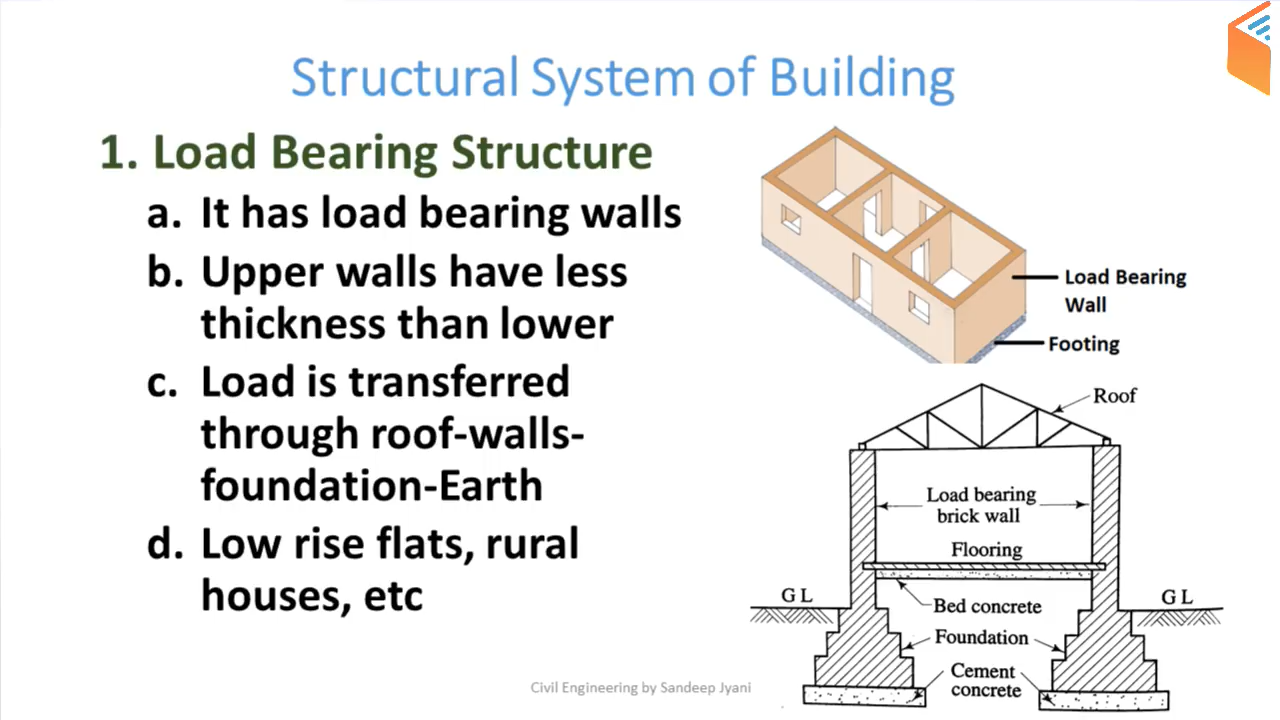 Structural System of Building
1. Load Bearing Structure
a. It has load bearing walls
b. Upper walls have less
thickness than lower
c. Load is transferred
through roof-walls-
foundation-Earth
d. Low rise flats, rural
houses, etc
Load Bearing
Wall
Footing
Roof
Load bearing
brick wall
Flooring
G L
G L
Bed concrete
Foundation
Cement
concrete
Civil Engineering by Sandeep Jyani